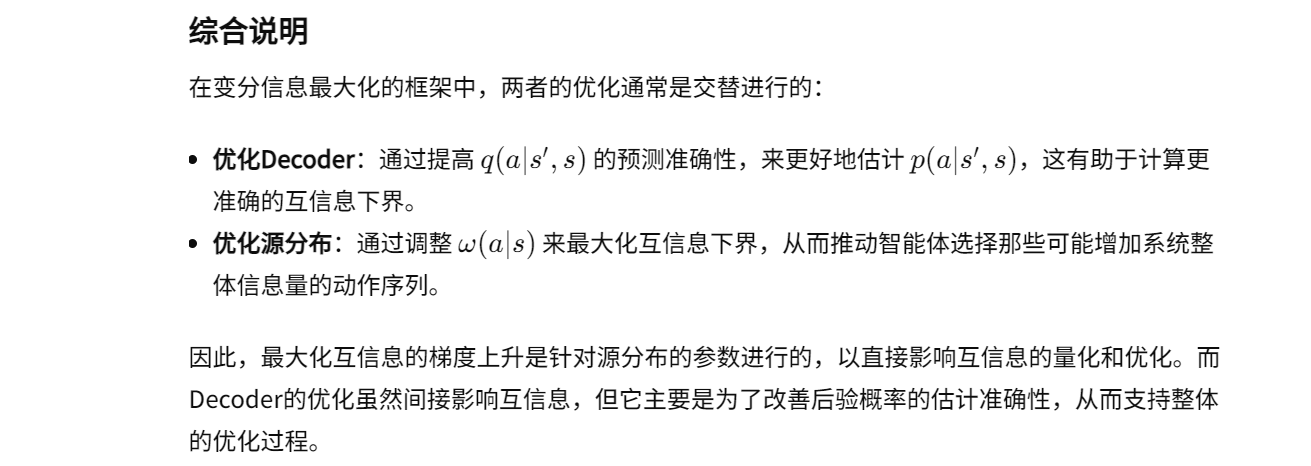 综合说明
在变分信息最大化的框架中，两者的优化通常是交替进行的：
• 优化Decoder：通过提高 q(a|s′, s) 的预测准确性，来更好地估计 p(a|s′, s)，这有助于计算更
准确的互信息下界。
• 优化源分布：通过调整 ω(a|s) 来最大化互信息下界，从而推动智能体选择那些可能增加系统整
体信息量的动作序列。
因此，最大化互信息的梯度上升是针对源分布的参数进行的，以直接影响互信息的量化和优化。而
Decoder的优化虽然间接影响互信息，但它主要是为了改善后验概率的估计准确性，从而支持整体
的优化过程。